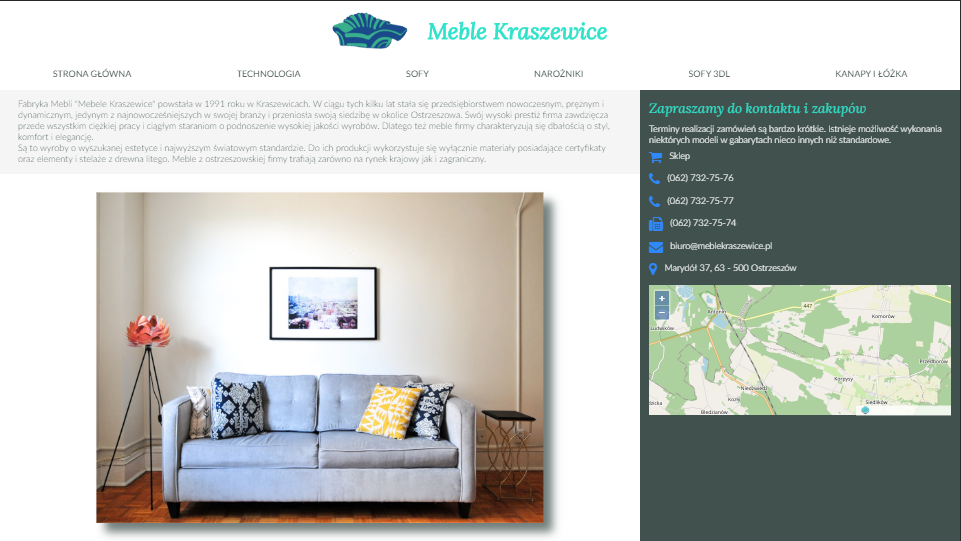 Meble Kraszewice
STRONA GŁÓWNA
TECHNOLOGIA
SOFY
NAROŻNIKI
SOFY 3DL
KANAPY I ŁÓŻKA
Fabryka Mebli "Mebele Kraszewice" powstała w 1991 roku w Kraszewicach. W ciągu tych kilku lat stała się przedsiębiorstwem nowoczesnym, prężnym i
dynamicznym, jedynym z najnowocześniejszych w swojej branży i przeniosła swoją siedzibę w okolice Ostrzeszowa. Swój wysoki prestiż firma zawdzięcza
przede wszystkim ciężkiej pracy i ciągłym staraniom o podnoszenie wysokiej jakości wyrobów. Dlatego też meble firmy charakteryzują się dbałością o styl,
komfort i elegancję.
Są to wyroby o wyszukanej estetyce i najwyższym światowym standardzie. Do ich produkcji wykorzystuje się wyłącznie materiały posiadające certyfikaty
oraz elementy i stelaże z drewna litego. Meble z ostrzeszowskiej firmy trafiają zarówno na rynek krajowy jak i zagraniczny.
Zapraszamy do kontaktu i zakupów
Terminy realizacji zamówień są bardzo krótkie. Istnieje możliwość wykonania
niektórych modeli w gabarytach nieco innych niż standardowe.
Sklep
(062) 732-75-76
(062) 732-75-77
(062) 732-75-74
biuro@meblekraszewice.pl
Marydół 37, 63 - 500 Ostrzeszów
+
−
447
Antonin
Komorów
Ludwików
Przedborów
Korpysy
Niedźwiedź
Kozły
Siedlików
Biedzianów